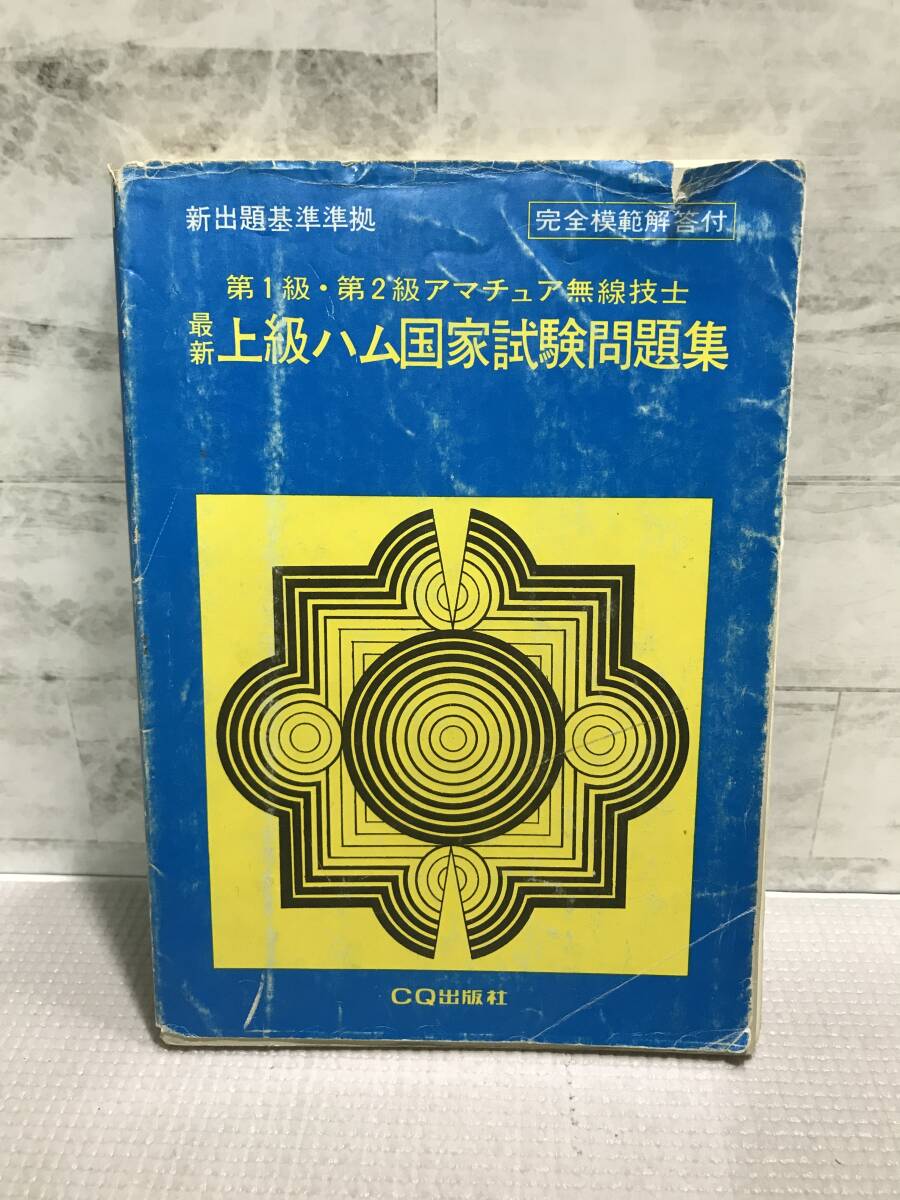 新出題基準準拠
完全模範解答付
第1級・第2級アマチュア無線技士
最新 上級ハム国家試験問題集
CQ出版社